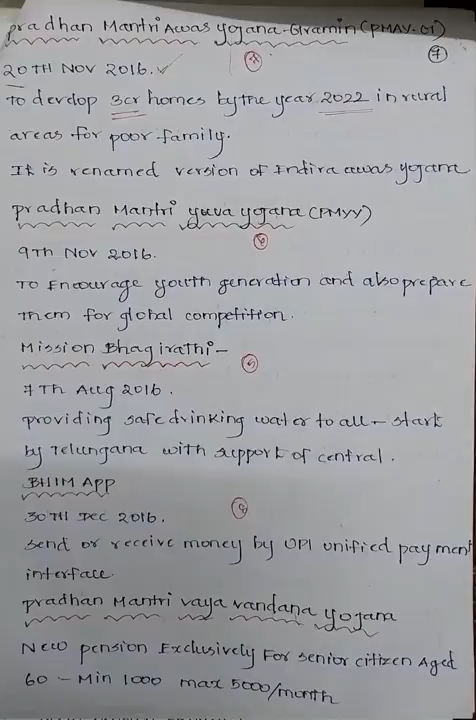 pradhan Mantri Awas yogana-Gramin (PMAY-G)
7
20TH NOV 2016.
To develop 3cr homes by the year 2022 in rural
areas for poor family.
It is renamed version of Indira awas yogana
pradhan Mantri yuva yogana (PMYY)
9th Nov 2016.
To Encourage youth generation and also prepare
them for global competition.
Mission Bhagirathi-
7Th Aug 2016.
providing safe drinking water to all - start
by Telungana with support of central.
BHIM APP
30TH DEC 2016.
send or receive money by UPI unified payment
interface.
pradhan Mantri vaya vandana yojana
New pension Exclusively For senior citizen Aged
60 - Min 1000 max 5000/month